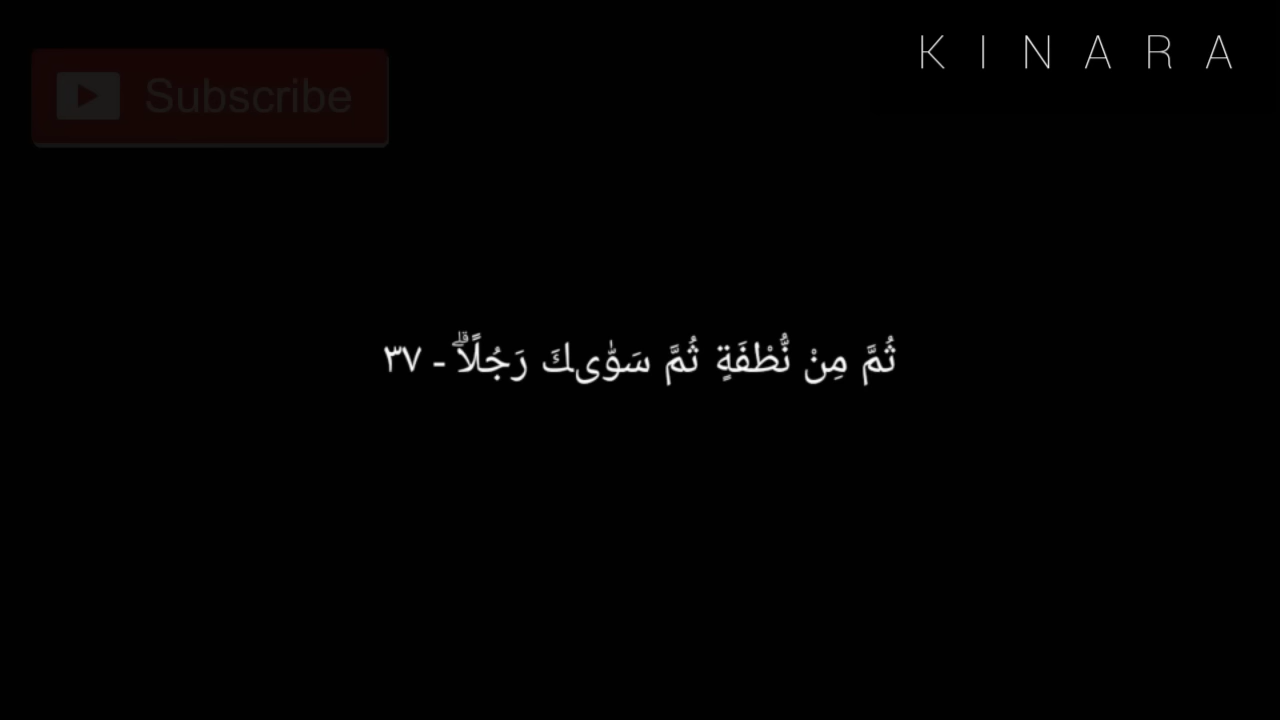 K I N A R A
Subscribe
ثُمَّ مِنْ نُّطْفَةٍ ثُمَّ سَوّٰىكَ رَجُلًاۗ - ٣٧